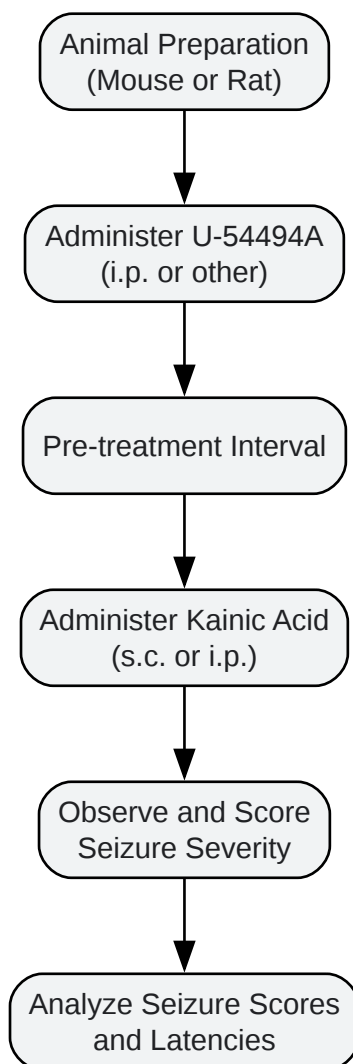 Animal Preparation
(Mouse or Rat)
Administer U-54494A
(i.p. or other)
Pre-treatment Interval
Administer Kainic Acid
(s.c. or i.p.)
Observe and Score
Seizure Severity
Analyze Seizure Scores
and Latencies